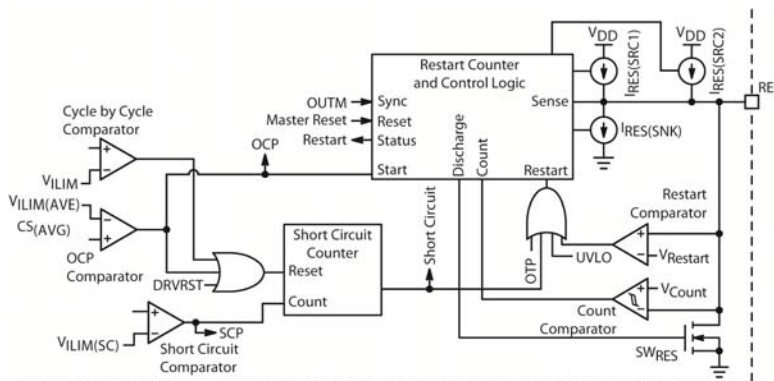 VDD
VDD
IRES(SRC1)
IRES(SRC2)
RE
Restart Counter
and Control Logic
OUTM
Sync
Sense
Master Reset
Reset
Restart
Status
IRES(SNK)
Start
Discharge
Count
Restart
Cycle by Cycle
Comparator
OCP
VILIM
VILIM(AVE)
CS(AVG)
OCP
Comparator
DRVRST
Short Circuit
Counter
Reset
Count
Short Circuit
Restart
Comparator
OTP
UVLO
VRestart
VCount
Count
Comparator
SCP
VILIM(SC)
Short Circuit
Comparator
SWRES